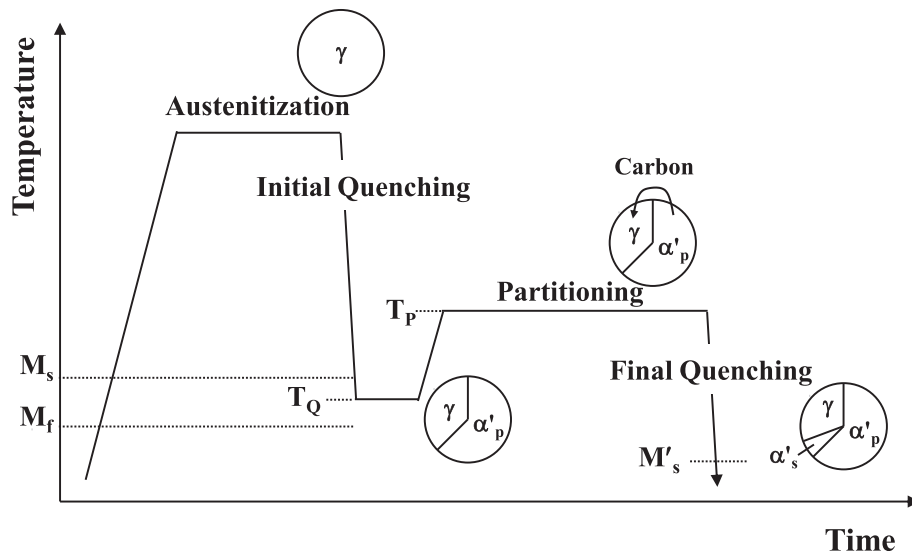 Temperature
γ
Austenitization
Initial Quenching
Carbon
γ
α'p
Partitioning
TP
Ms
TQ
Mf
γ
α'p
Final Quenching
γ
α'p
α's
M's
Time